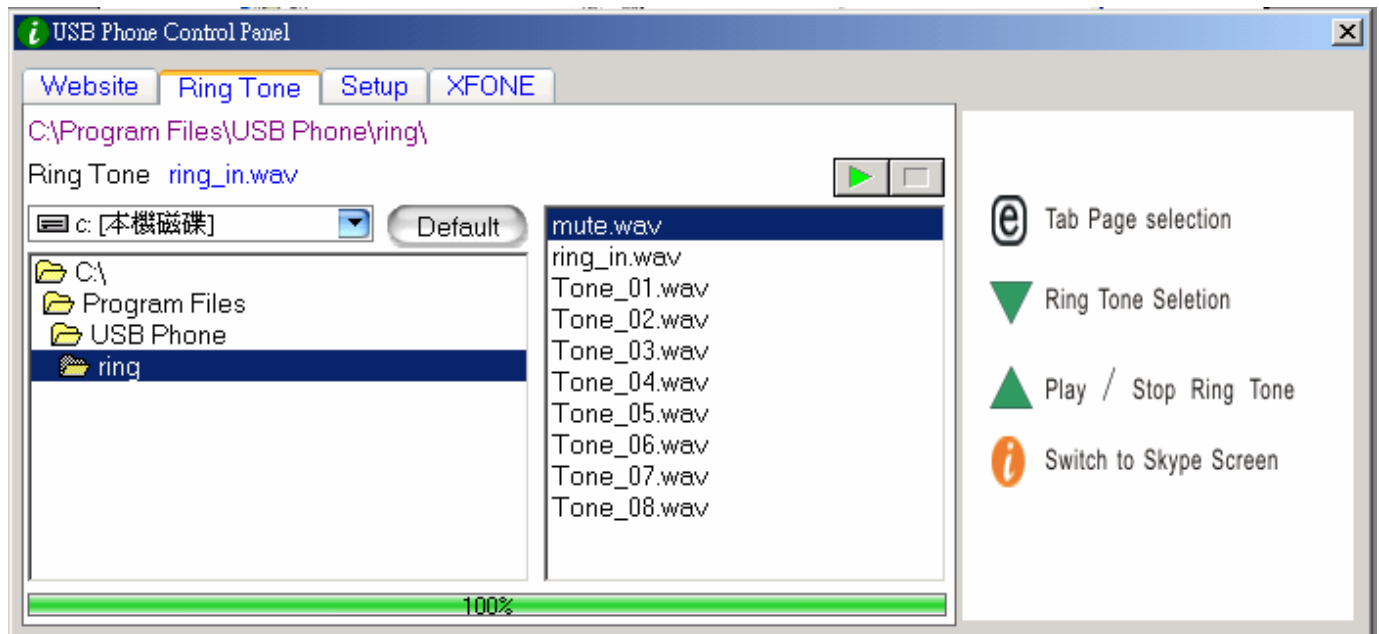 USB Phone Control Panel
Website Ring Tone Setup XFONE
C:\Program Files\USB Phone\ring\
Ring Tone ring_in.wav
c: [本機磁碟]
Default
C:\
Program Files
USB Phone
ring
mute.wav
ring_in.wav
Tone_01.wav
Tone_02.wav
Tone_03.wav
Tone_04.wav
Tone_05.wav
Tone_06.wav
Tone_07.wav
Tone_08.wav
100%
e Tab Page selection
Ring Tone Seletion
Play / Stop Ring Tone
i Switch to Skype Screen